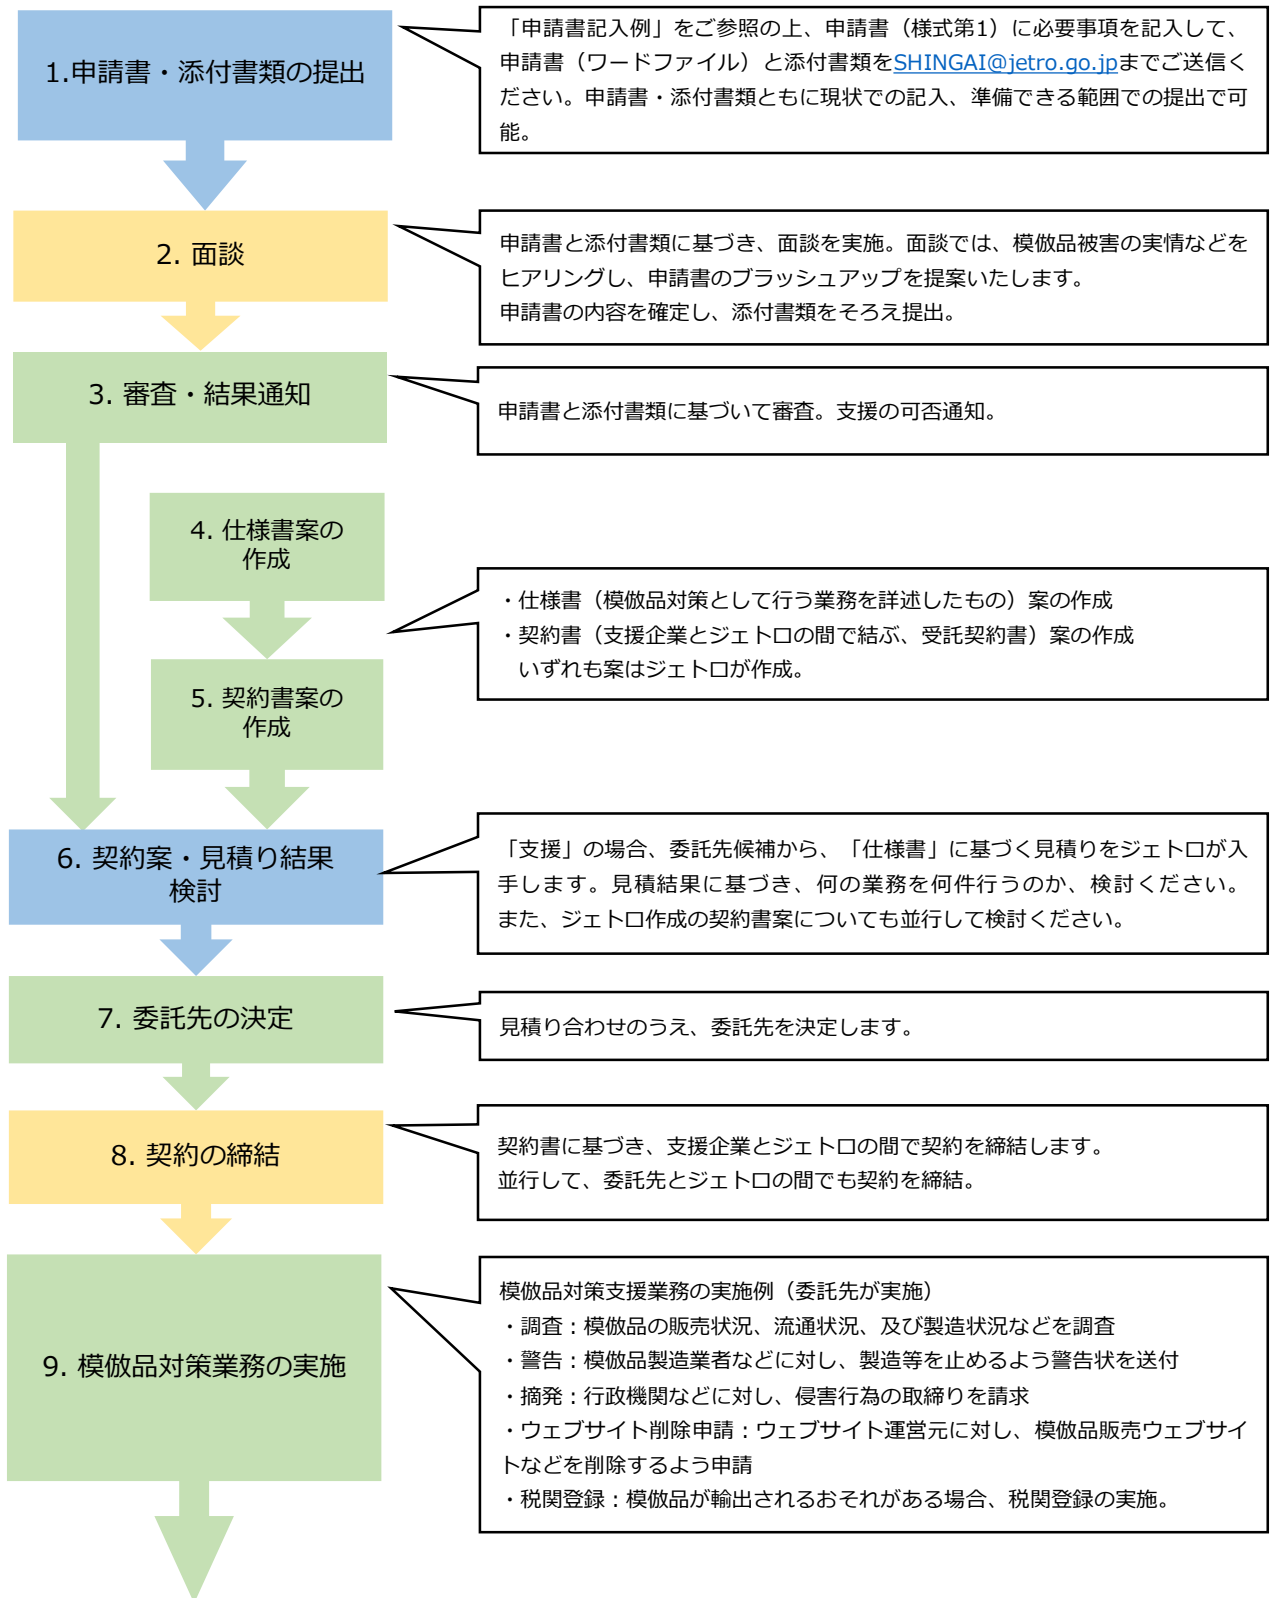 1.申請書・添付書類の提出
「申請書記入例」をご参照の上、申請書（様式第1）に必要事項を記入して、
申請書（ワードファイル）と添付書類をSHINGAI@jetro.go.jpまでご送信く
ださい。申請書・添付書類ともに現状での記入、準備できる範囲での提出で可
能。
2. 面談
申請書と添付書類に基づき、面談を実施。面談では、模倣品被害の実情などを
ヒアリングし、申請書のブラッシュアップを提案いたします。
申請書の内容を確定し、添付書類をそろえ提出。
3. 審査・結果通知
申請書と添付書類に基づいて審査。支援の可否通知。
4. 仕様書案の
作成
・仕様書（模倣品対策として行う業務を詳述したもの）案の作成
・契約書（支援企業とジェトロの間で結ぶ、受託契約書）案の作成
いずれも案はジェトロが作成。
5. 契約書案の
作成
6. 契約案・見積り結果
検討
「支援」の場合、委託先候補から、「仕様書」に基づく見積りをジェトロが入
手します。見積結果に基づき、何の業務を何件行うのか、検討ください。
また、ジェトロ作成の契約書案についても並行して検討ください。
7. 委託先の決定
見積り合わせのうえ、委託先を決定します。
8. 契約の締結
契約書に基づき、支援企業とジェトロの間で契約を締結します。
並行して、委託先とジェトロの間でも契約を締結。
9. 模倣品対策業務の実施
模倣品対策支援業務の実施例（委託先が実施）
・調査：模倣品の販売状況、流通状況、及び製造状況などを調査
・警告：模倣品製造業者などに対し、製造等を止めるよう警告状を送付
・摘発：行政機関などに対し、侵害行為の取締りを請求
・ウェブサイト削除申請：ウェブサイト運営元に対し、模倣品販売ウェブサイ
トなどを削除するよう申請
・税関登録：模倣品が輸出されるおそれがある場合、税関登録の実施。